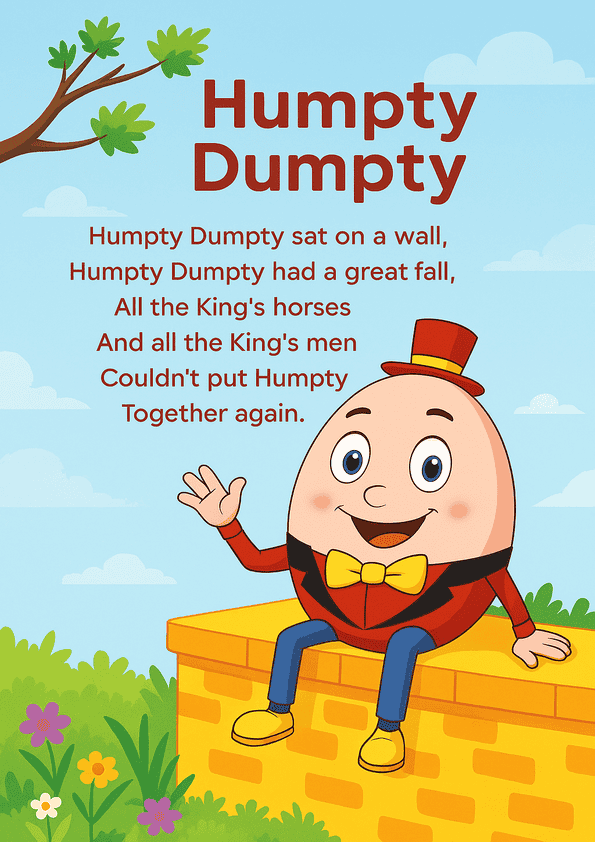 Humpty
Dumpty
Humpty Dumpty sat on a wall,
Humpty Dumpty had a great fall,
All the King's horses
And all the King's men
Couldn't put Humpty
Together again.